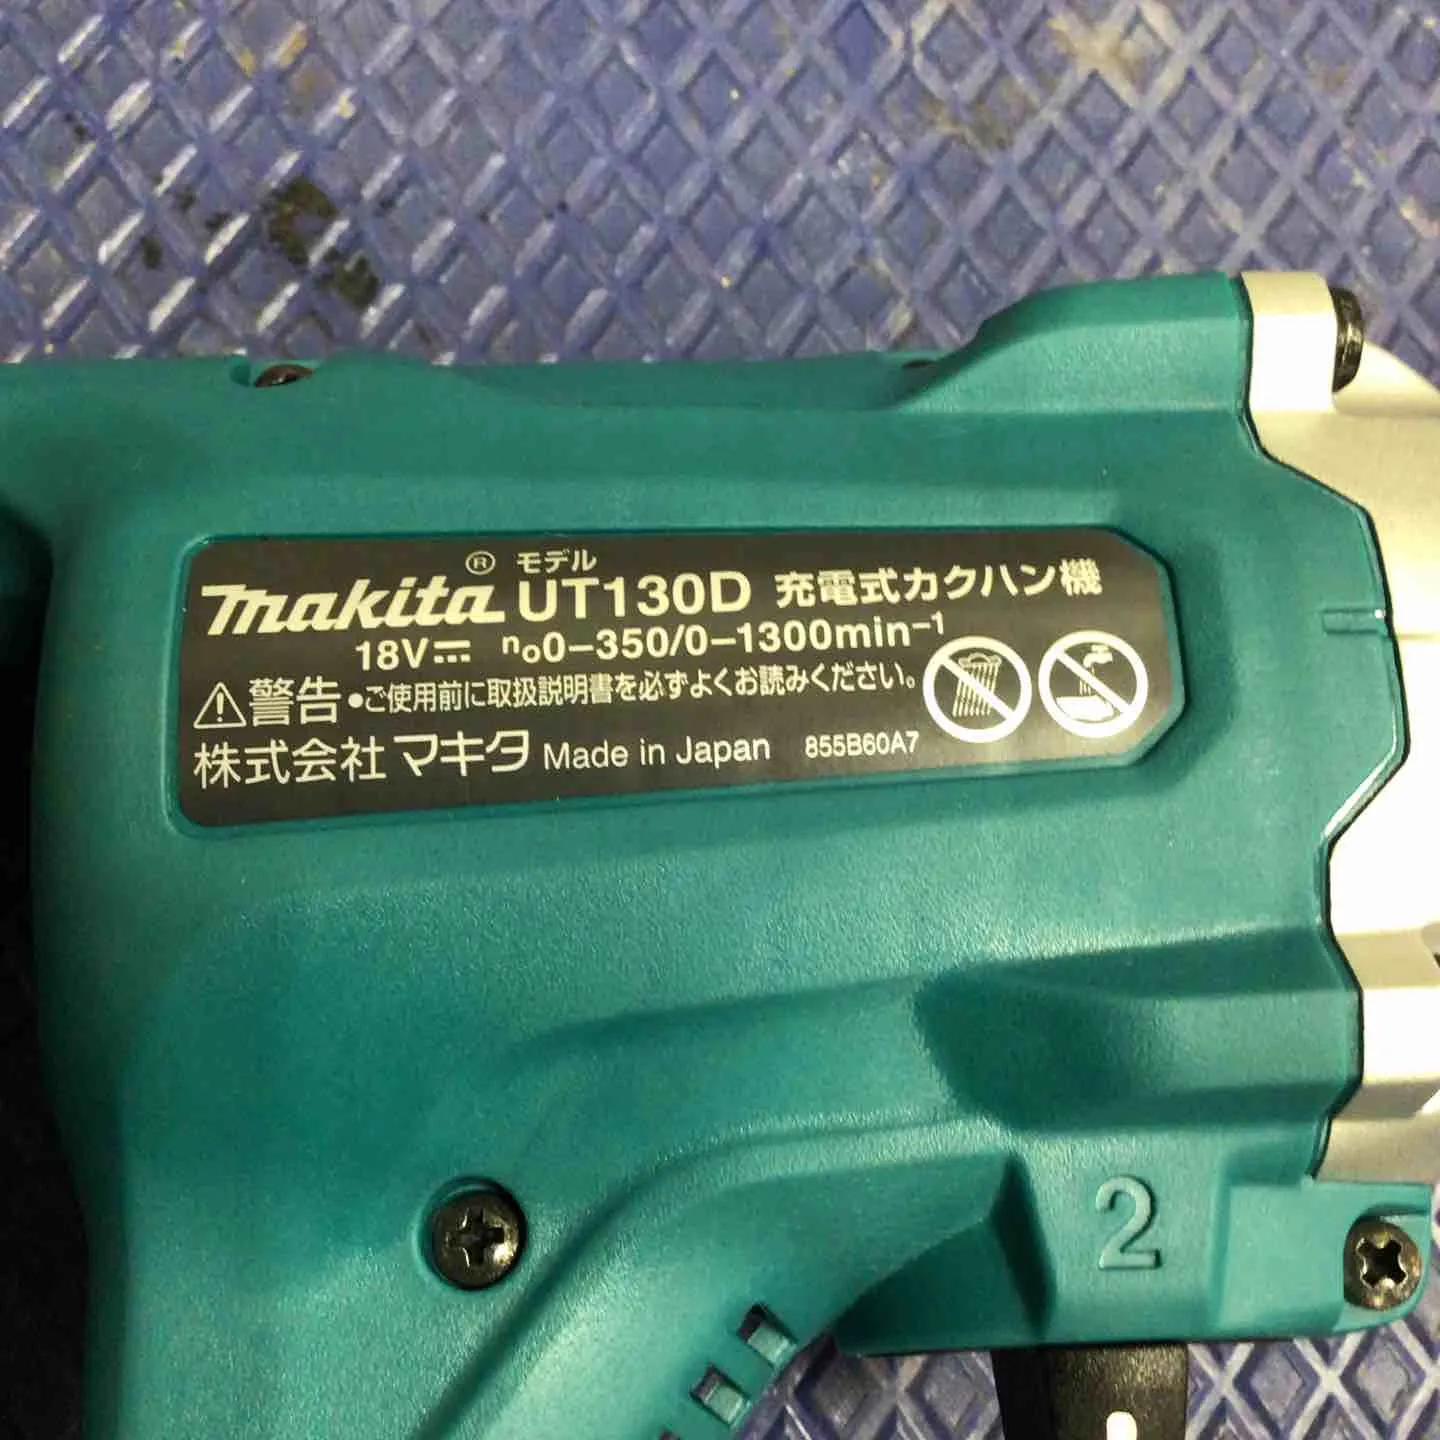 makita® モデル UT130D 充電式カクハン機
18V⎓ n₀0-350/0-1300min⁻¹
⚠警告 ●ご使用前に取扱説明書を必ずよくお読みください。
株式会社マキタ Made in Japan 855B60A7
2